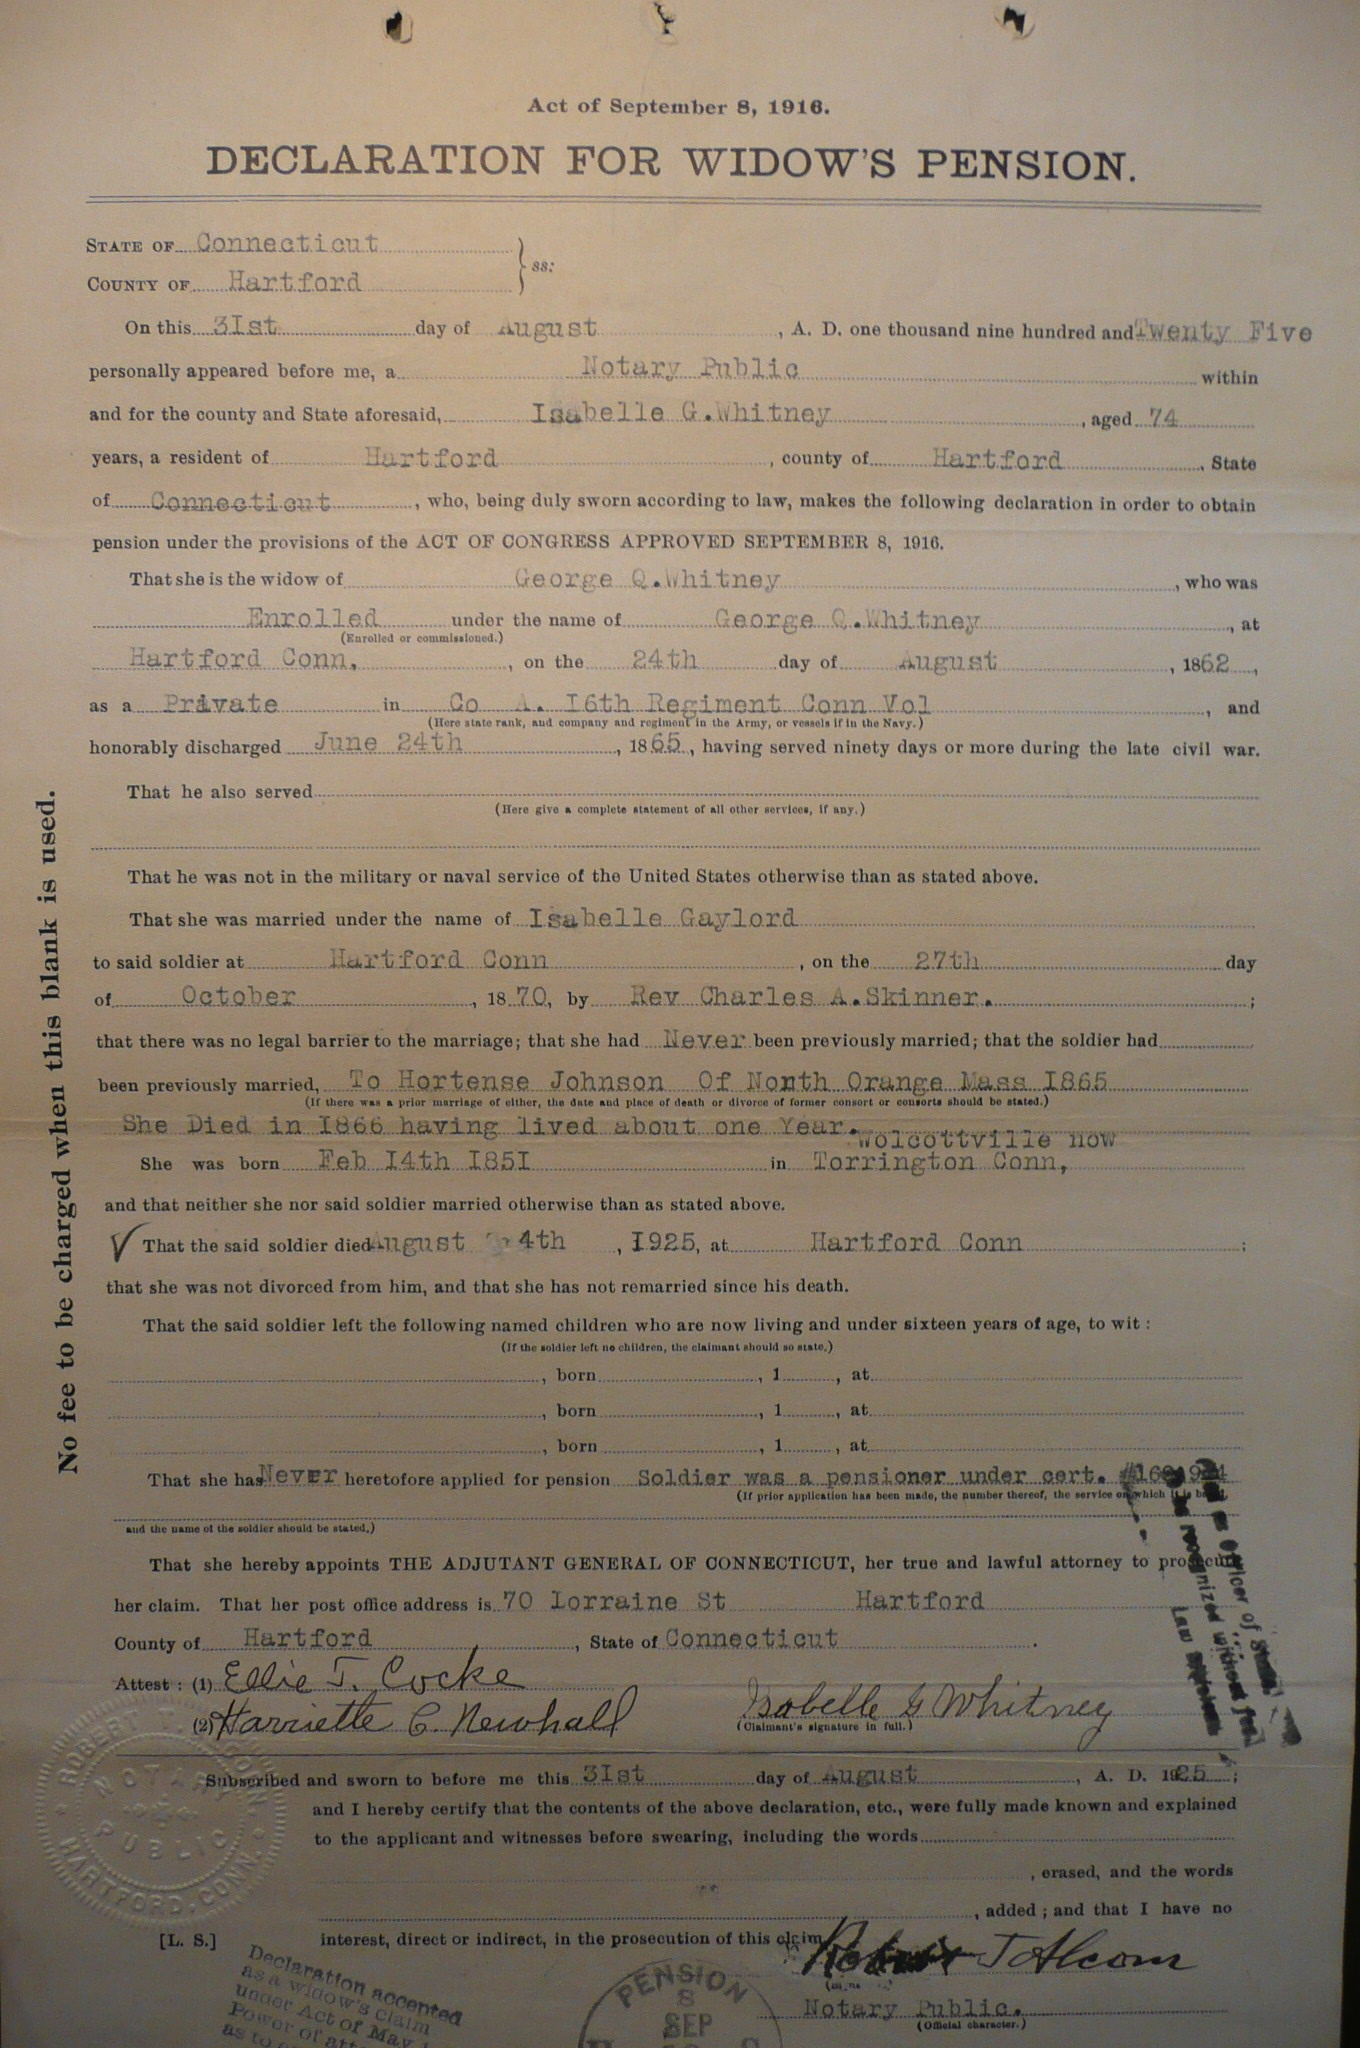 Act of September 8, 1916.
DECLARATION FOR WIDOW'S PENSION.
STATE OF Connecticut } ss:
COUNTY OF Hartford
On this 3Ist day of August, A. D. one thousand nine hundred and Twenty Five
personally appeared before me, a Notary Public within
and for the county and State aforesaid, Isabelle G.Whitney, aged 74
years, a resident of Hartford, county of Hartford, State
of Connecticut, who, being duly sworn according to law, makes the following declaration in order to obtain
pension under the provisions of the ACT OF CONGRESS APPROVED SEPTEMBER 8, 1916.
That she is the widow of George Q.Whitney, who was
Enrolled under the name of George Q.Whitney, at
(Enrolled or commissioned.)
Hartford Conn, , on the 24th day of August, 1862,
as a Private in Co A. I6th Regiment Conn Vol, and
(Here state rank, and company and regiment in the Army, or vessels if in the Navy.)
honorably discharged June 24th, 1865, having served ninety days or more during the late civil war.
That he also served
(Here give a complete statement of all other services, if any.)
That he was not in the military or naval service of the United States otherwise than as stated above.
That she was married under the name of Isabelle Gaylord
to said soldier at Hartford Conn, on the 27th day
of October, 1870, by Rev Charles A.Skinner. ;
that there was no legal barrier to the marriage; that she had Never been previously married; that the soldier had
been previously married, To Hortense Johnson Of North Orange Mass I865
(If there was a prior marriage of either, the date and place of death or divorce of former consort or consorts should be stated.)
She Died in I866 having lived about one Year.
Wolcottville now
She was born Feb I4th I85I in Torrington Conn,
and that neither she nor said soldier married otherwise than as stated above.
✓ That the said soldier died August 4th, I925, at Hartford Conn ;
that she was not divorced from him, and that she has not remarried since his death.
That the said soldier left the following named children who are now living and under sixteen years of age, to wit:
(If the soldier left no children, the claimant should so state.)
, born , 1 , at
, born , 1 , at
, born , 1 , at
That she has Never heretofore applied for pension Soldier was a pensioner under cert.
(If prior application has been made, the number thereof, the service on which it is based,
and the name of the soldier should be stated.)
That she hereby appoints THE ADJUTANT GENERAL OF CONNECTICUT, her true and lawful attorney to prosecute
her claim. That her post office address is 70 Lorraine St Hartford
County of Hartford, State of Connecticut.
Attest: (1) Ellie J. Cocke
(2) Harriette C. Newhall Isabelle G Whitney
(Claimant's signature in full.)
Subscribed and sworn to before me this 3Ist day of August, A. D. 1925;
and I hereby certify that the contents of the above declaration, etc., were fully made known and explained
to the applicant and witnesses before swearing, including the words
, erased, and the words
, added; and that I have no
[L. S.] interest, direct or indirect, in the prosecution of this claim.
Robert T Alcorn
Notary Public.
(Official character.)
No fee to be charged when this blank is used.
officer of
recognized without fee
Law
ROBERT T. ALCORN
NOTARY
PUBLIC
HARTFORD, CONN.
Declaration accepted
as a widow's claim
under Act of May
Power of
as to
PENSION
8
SEP